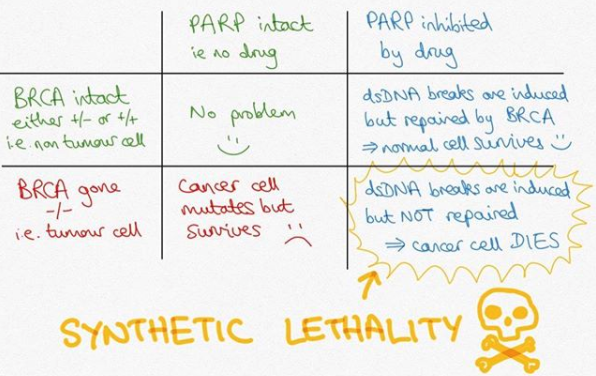 PARP intact
ie no drug
PARP inhibited
by drug
BRCA intact
either +/- or +/+
i.e. non tumour cell
No problem
dsDNA breaks are induced
but repaired by BRCA
⇒ normal cell survives
BRCA gone
-/-
i.e. tumour cell
Cancer cell
mutates but
survives
dsDNA breaks are induced
but NOT repaired
⇒ cancer cell DIES
SYNTHETIC LETHALITY